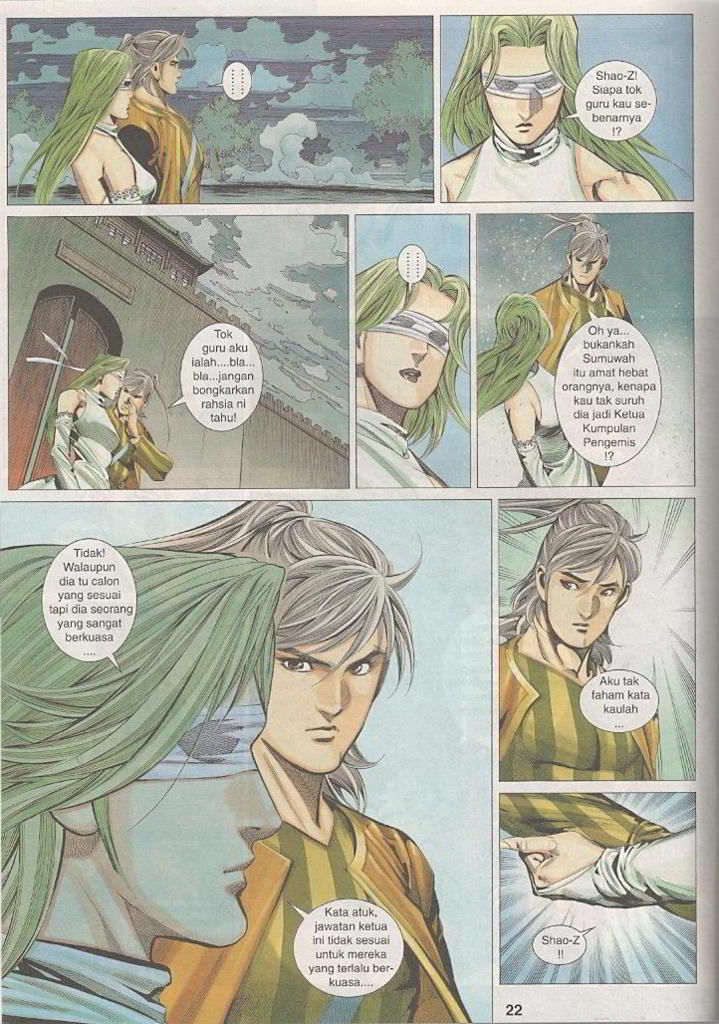 Shao-Z!
Siapa tok
guru kau se-
benarnya
!?
Tok
guru aku
ialah....bla...
bla...jangan
bongkarkan
rahsia ni
tahu!
Oh ya...
bukankah
Sumuwah
itu amat hebat
orangnya, kenapa
kau tak suruh
dia jadi Ketua
Kumpulan
Pengemis
!?
Tidak!
Walaupun
dia tu calon
yang sesuai
tapi dia seorang
yang sangat
berkuasa
....
Kata atuk,
jawatan ketua
ini tidak sesuai
untuk mereka
yang terlalu ber-
kuasa....
Aku tak
faham kata
kaulah
...
Shao-Z
!!
22